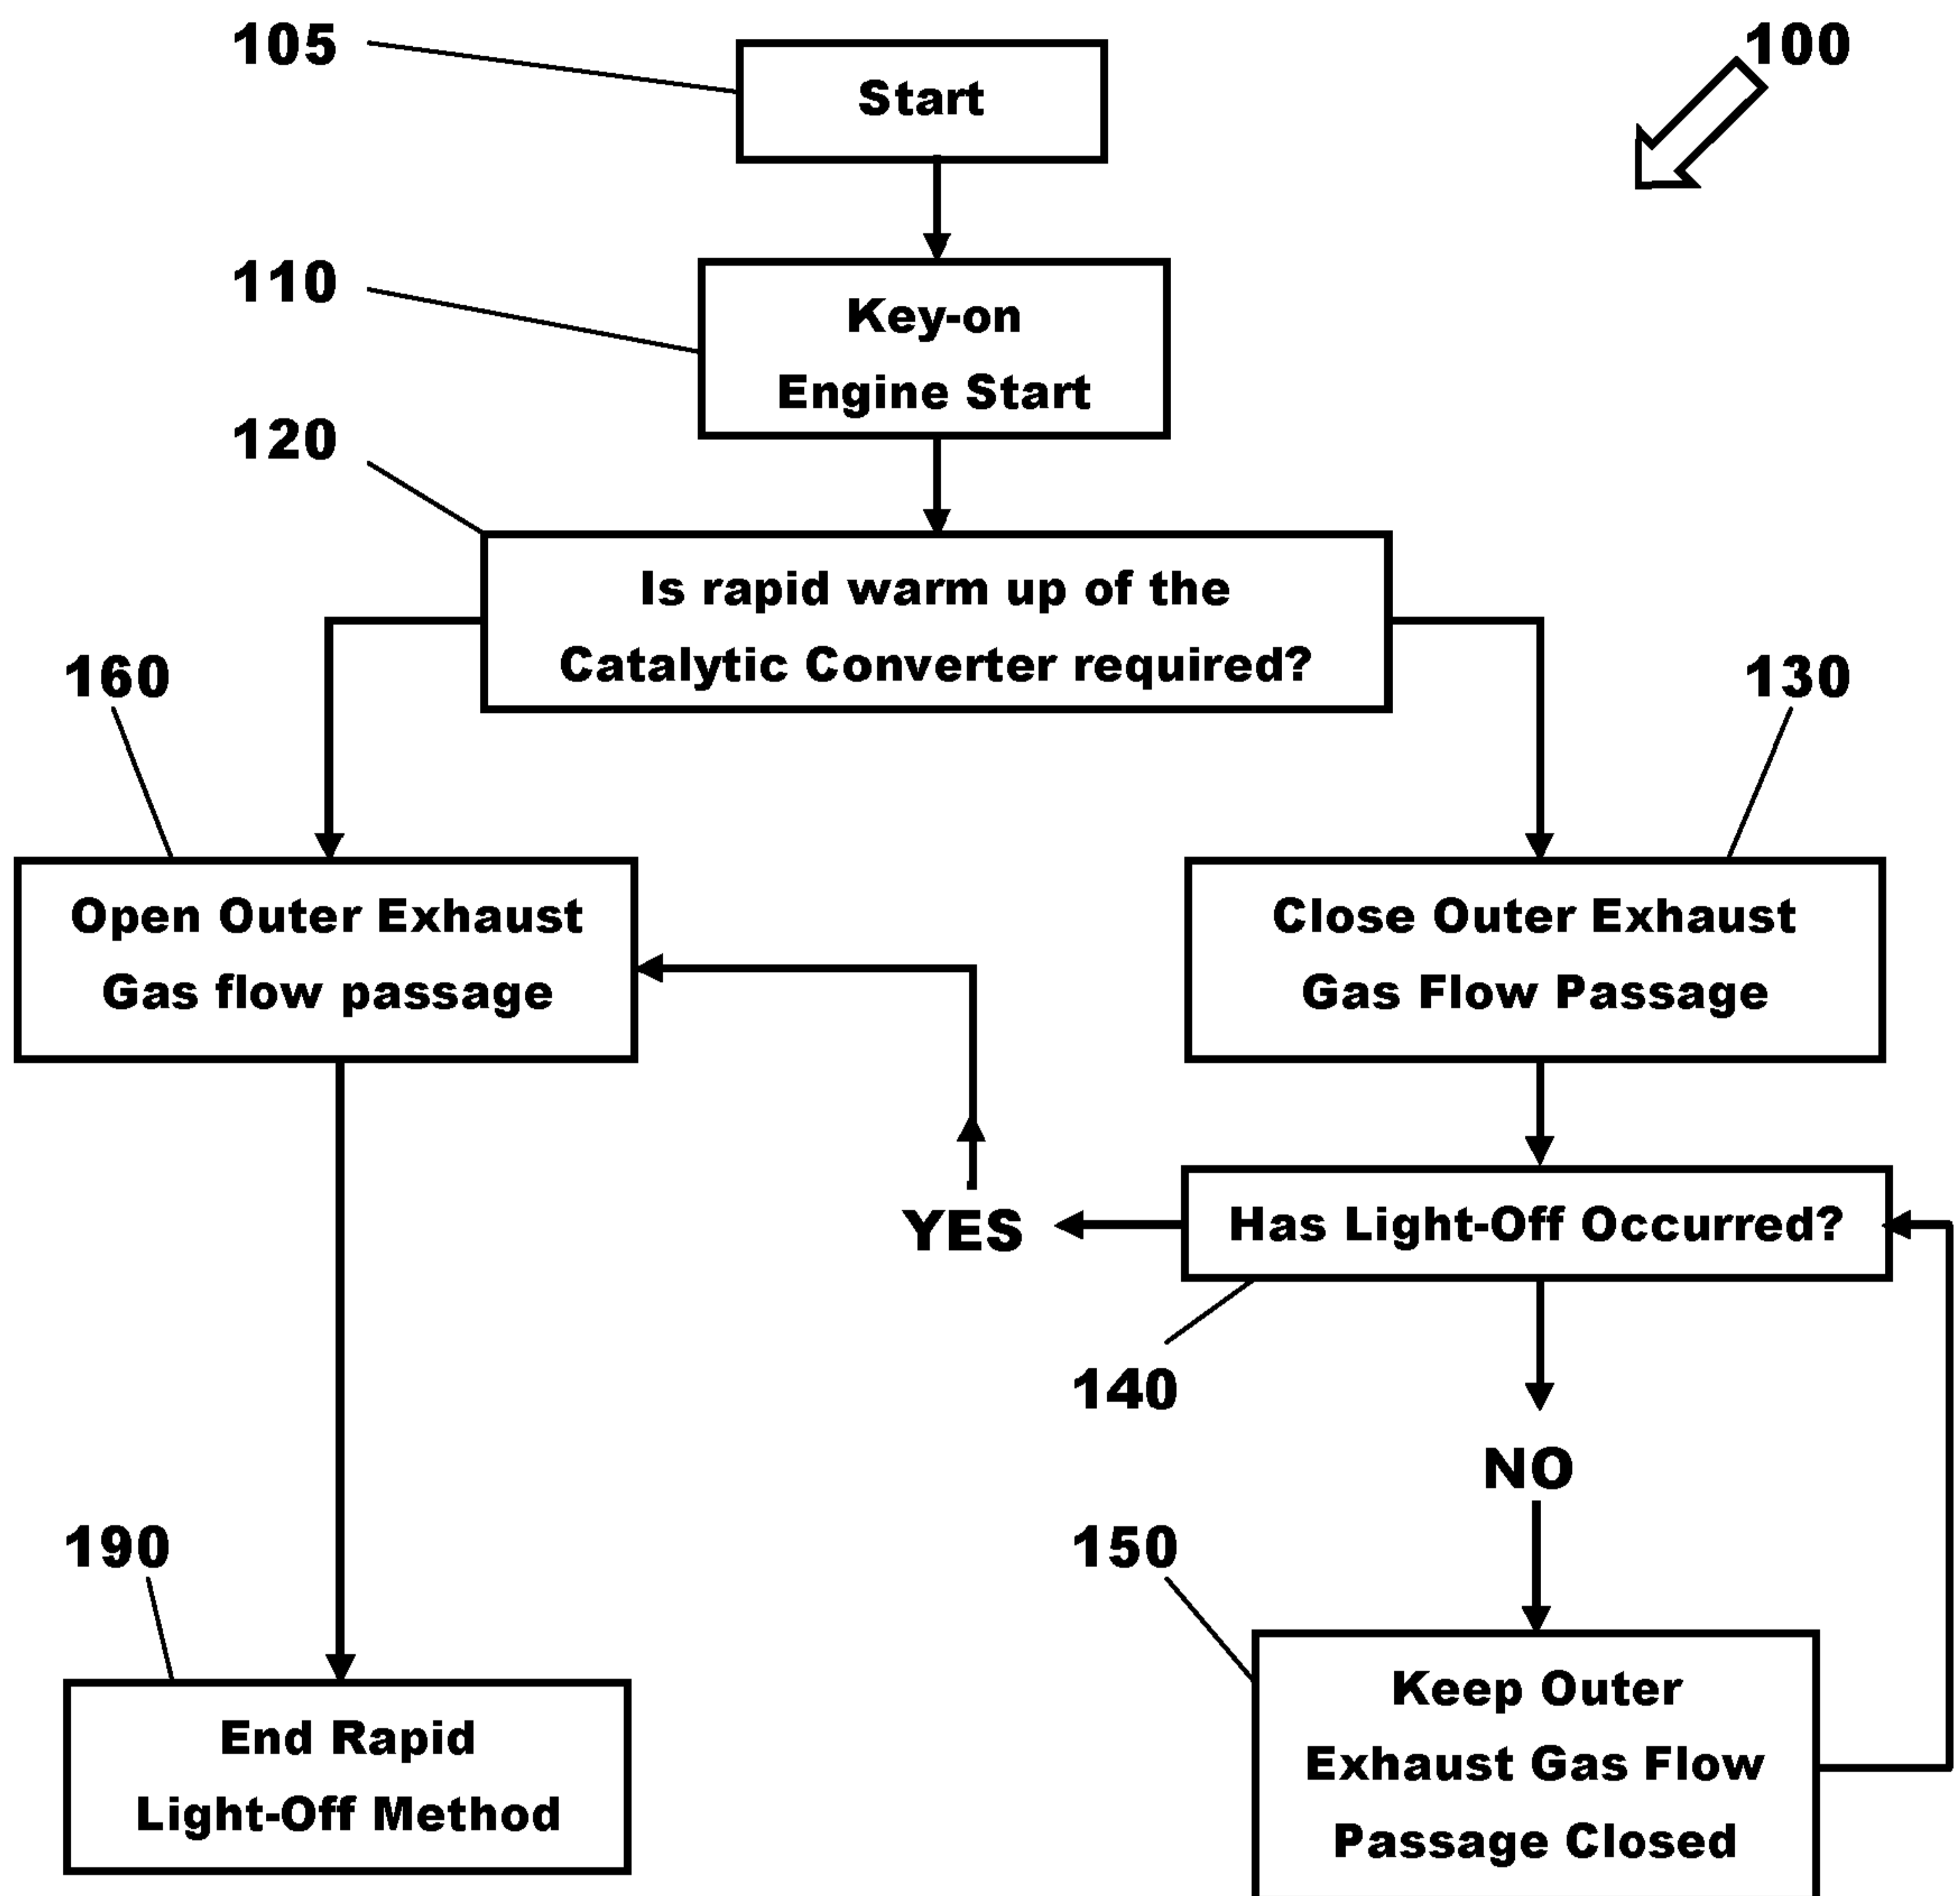 105
Start
100
110
Key-on
Engine Start
120
Is rapid warm up of the
Catalytic Converter required?
160
130
Open Outer Exhaust
Gas flow passage
Close Outer Exhaust
Gas Flow Passage
YES
Has Light-Off Occurred?
140
NO
190
150
End Rapid
Light-Off Method
Keep Outer
Exhaust Gas Flow
Passage Closed